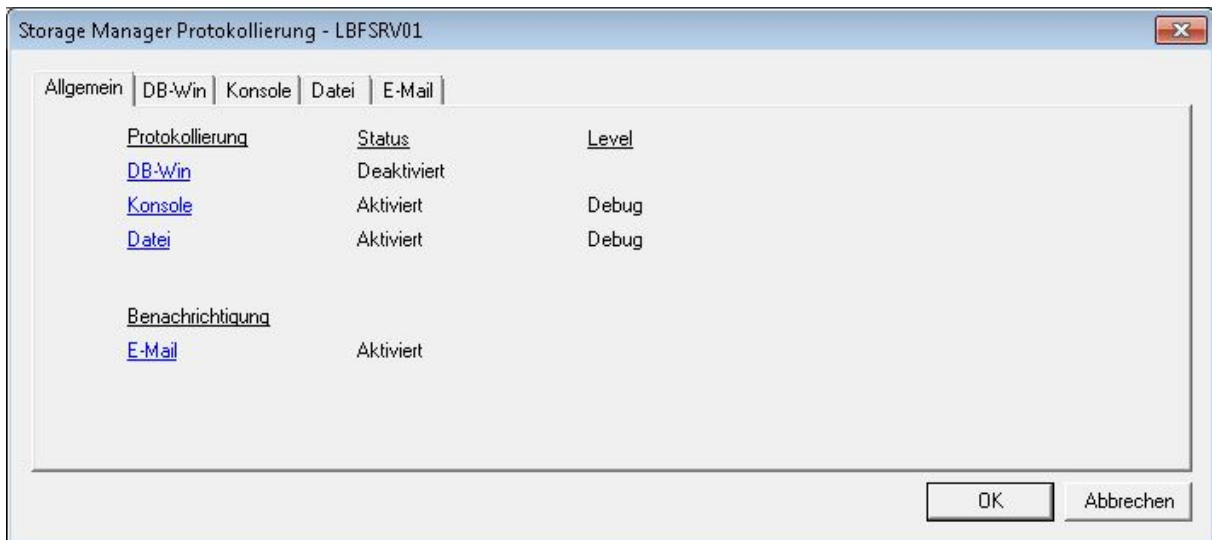 Storage Manager Protokollierung - LBFSRV01
Allgemein DB-Win Konsole Datei E-Mail
Protokollierung Status Level
DB-Win Deaktiviert
Konsole Aktiviert Debug
Datei Aktiviert Debug
Benachrichtigung
E-Mail Aktiviert
OK Abbrechen